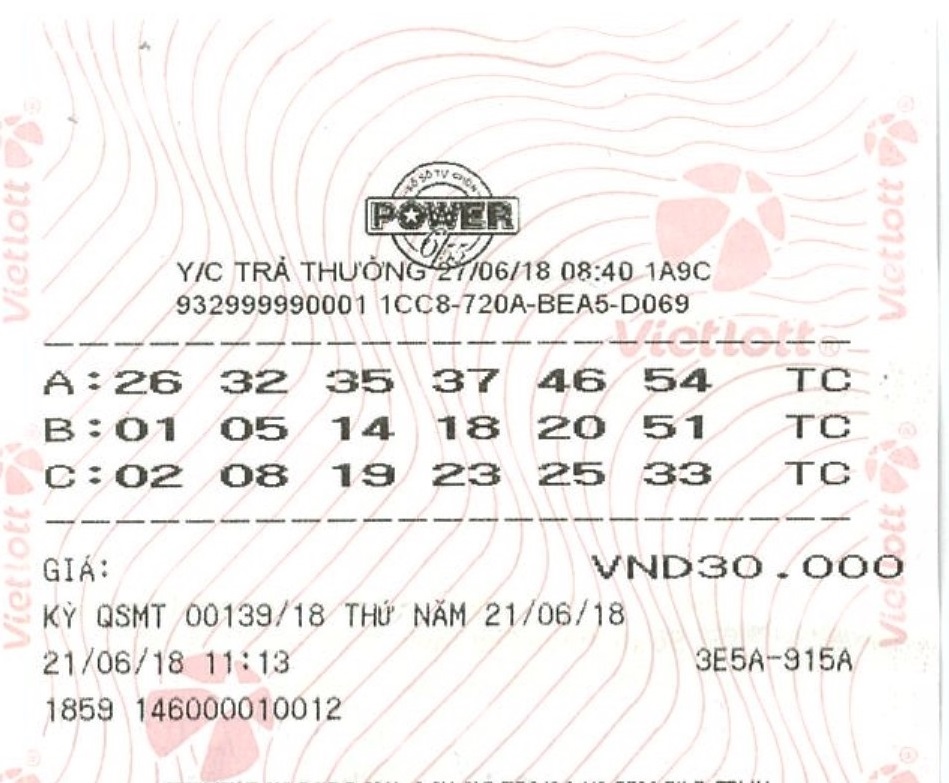 XỔ SỐ TỰ CHỌN
POWER
6/55
Y/C TRẢ THƯỞNG 27/06/18 08:40 1A9C
932999990001 1CC8-720A-BEA5-D069
Vietlott
A:26 32 35 37 46 54 TC
B:01 05 14 18 20 51 TC
C:02 08 19 23 25 33 TC
GIÁ: VND30.000
KỲ QSMT 00139/18 THỨ NĂM 21/06/18
21/06/18 11:13 3E5A-915A
1859 146000010012
Vietlott
Vietlott
Vietlott
Vietlott